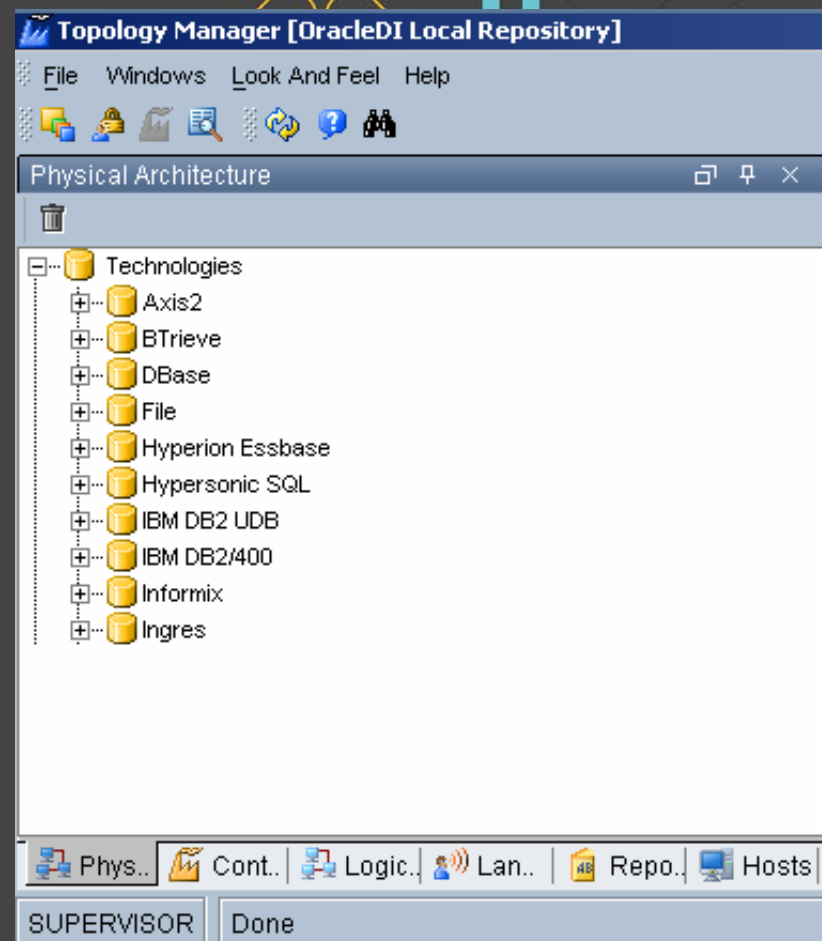 Topology Manager [OracleDI Local Repository]
File Windows Look And Feel Help
Physical Architecture
Technologies
Axis2
BTrieve
DBase
File
Hyperion Essbase
Hypersonic SQL
IBM DB2 UDB
IBM DB2/400
Informix
Ingres
Phys.. Cont.. Logic.. Lan.. Repo.. Hosts
SUPERVISOR Done